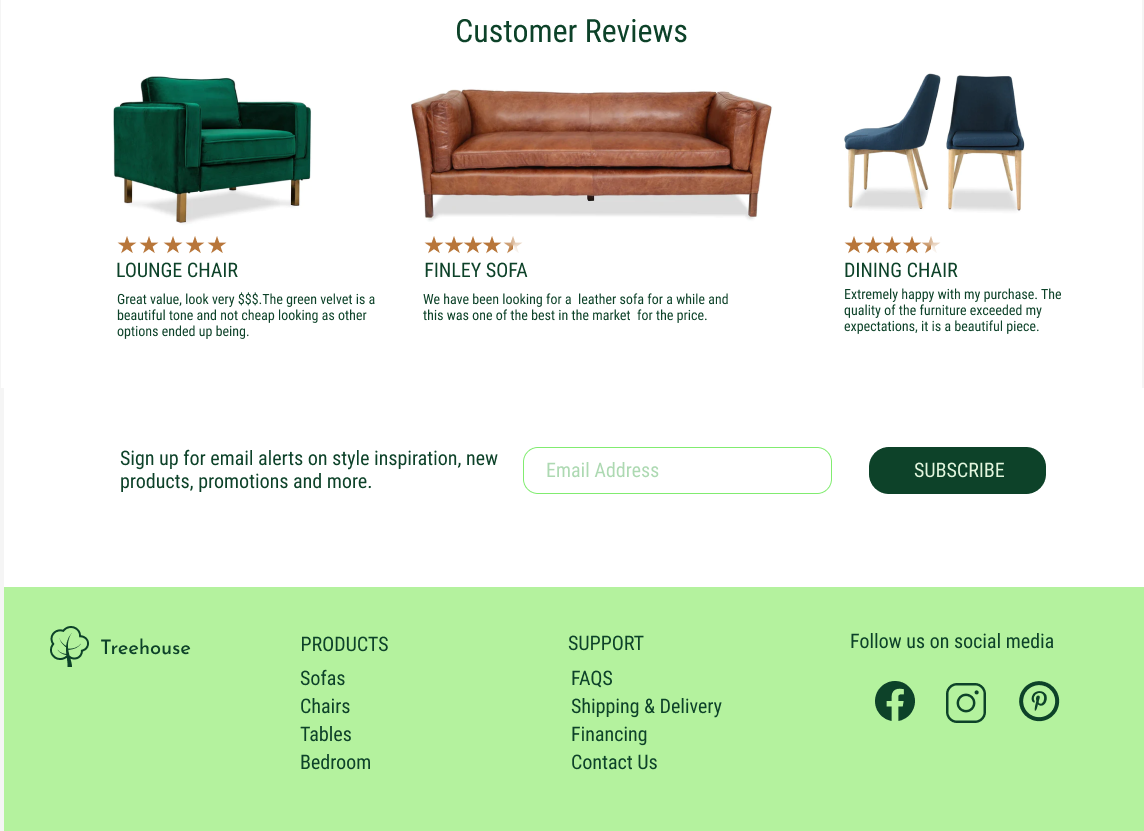 Customer Reviews
LOUNGE CHAIR
Great value, look very $$$.The green velvet is a
beautiful tone and not cheap looking as other
options ended up being.
FINLEY SOFA
We have been looking for a  leather sofa for a while and
this was one of the best in the market  for the price.
DINING CHAIR
Extremely happy with my purchase. The
quality of the furniture exceeded my
expectations, it is a beautiful piece.
Sign up for email alerts on style inspiration, new
products, promotions and more.
Email Address
SUBSCRIBE
Treehouse
PRODUCTS
Sofas
Chairs
Tables
Bedroom
SUPPORT
FAQS
Shipping & Delivery
Financing
Contact Us
Follow us on social media